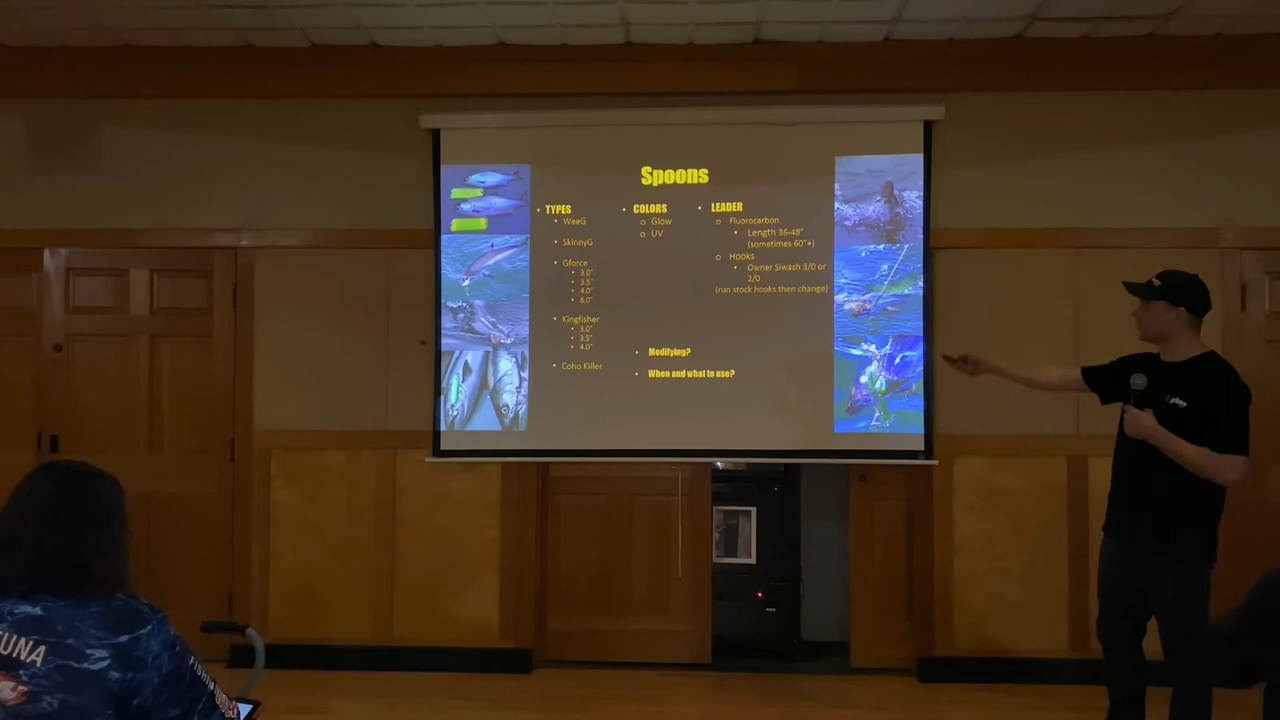 Spoons
• TYPES
• WeeG
• SkinnyG
• Gforce
• 3.0"
• 3.5"
• 4.0"
• 6.0"
• Kingfisher
• 3.0"
• 3.5"
• 4.0"
• Coho Killer
• COLORS
o Glow
o UV
• LEADER
o Fluorocarbon
• Length 36-48"
(sometimes 60"+)
o Hooks
• Owner Siwash 3/0 or
2/0
(run stock hooks then change)
• Modifying?
• When and what to use?
TUNA